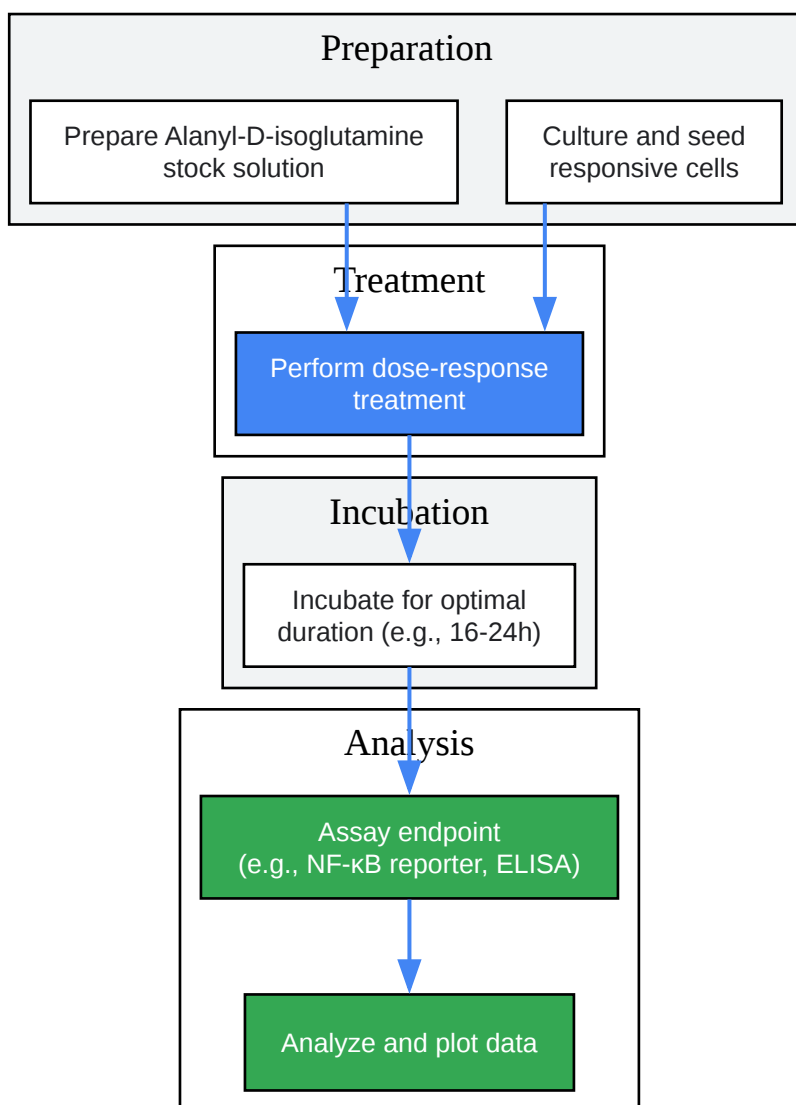 Preparation
Prepare Alanyl-D-isoglutamine
stock solution
Culture and seed
responsive cells
Treatment
Perform dose-response
treatment
Incubation
Incubate for optimal
duration (e.g., 16-24h)
Analysis
Assay endpoint
(e.g., NF-κB reporter, ELISA)
Analyze and plot data